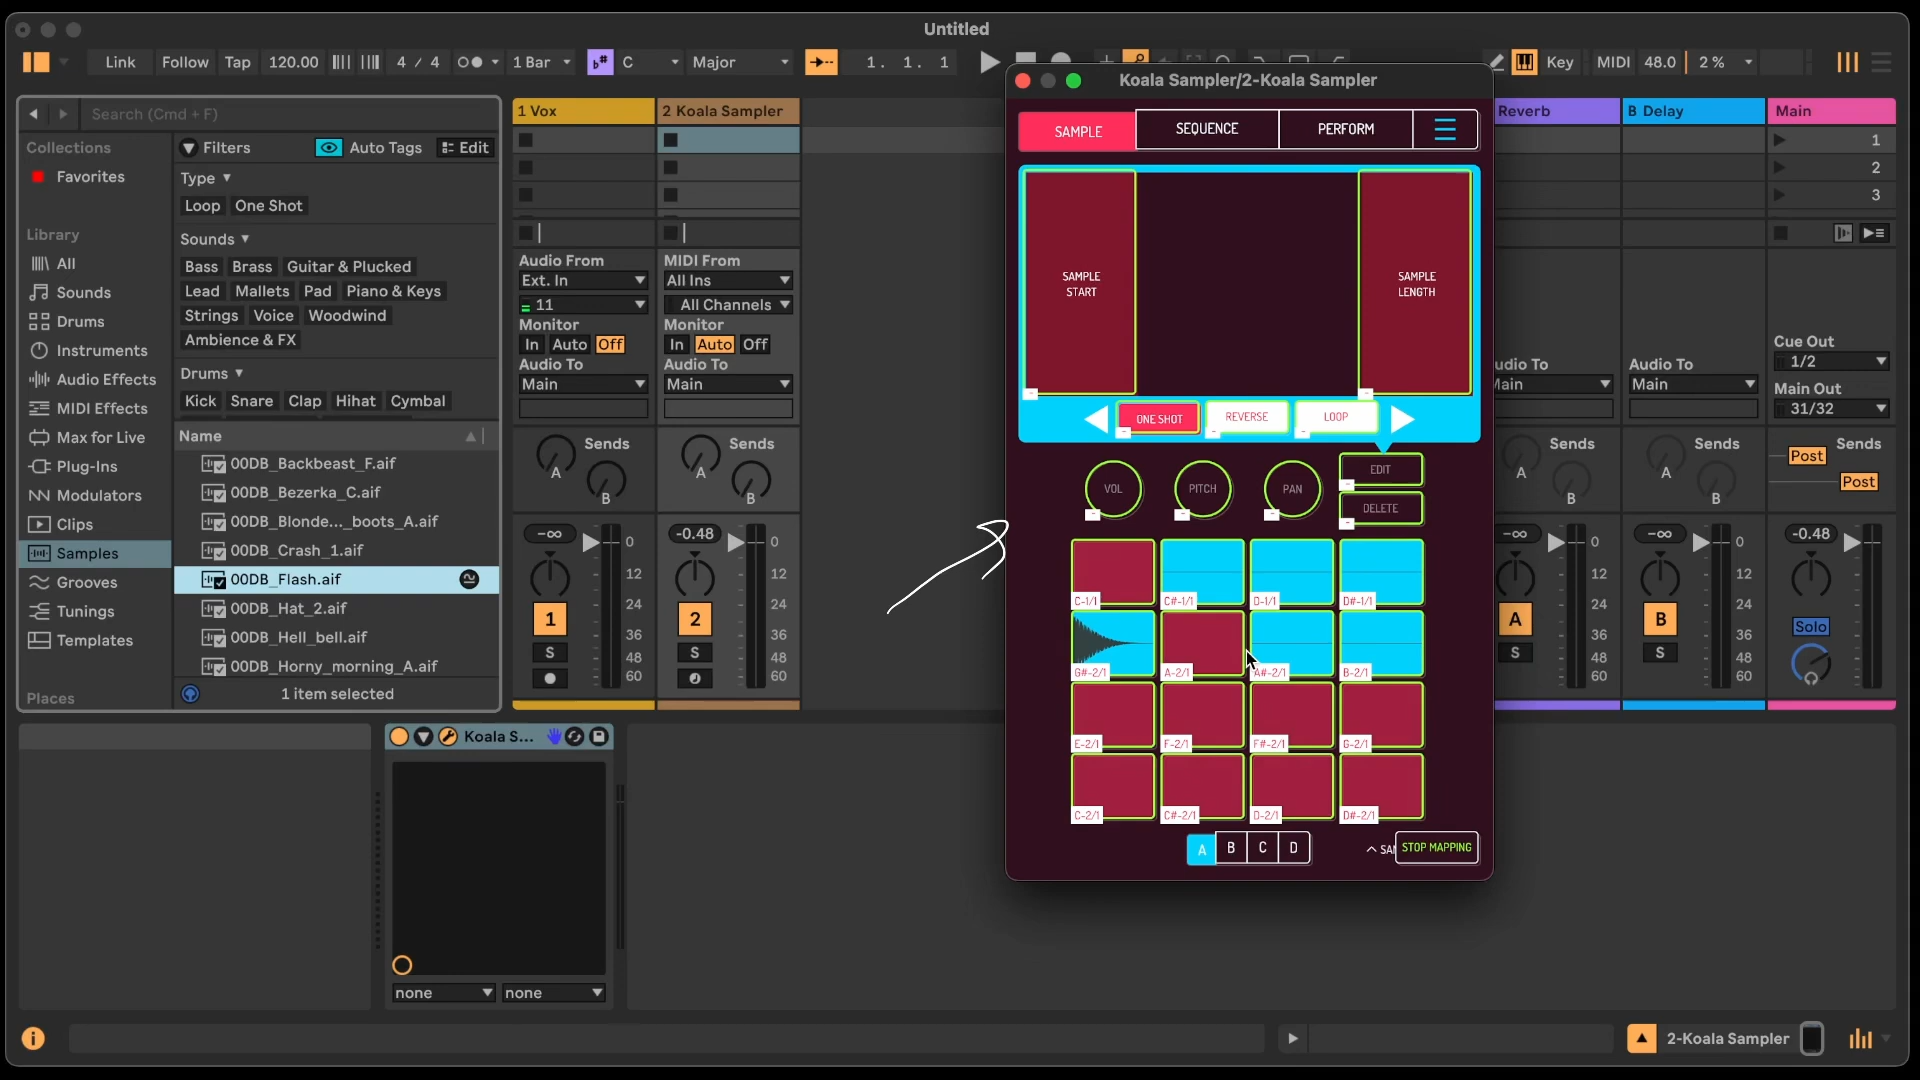 Untitled
Link Follow Tap 120.00 4 / 4 1 Bar C Major 1. 1. 1 Key MIDI 48.0 2 %
Koala Sampler/2-Koala Sampler
Search (Cmd + F)
Collections
Favorites
Library
All
Sounds
Drums
Instruments
Audio Effects
MIDI Effects
Max for Live
Plug-Ins
Modulators
Clips
Samples
Grooves
Tunings
Templates
Places
Filters Auto Tags Edit
Type
Loop One Shot
Sounds
Bass Brass Guitar & Plucked
Lead Mallets Pad Piano & Keys
Strings Voice Woodwind
Ambience & FX
Drums
Kick Snare Clap Hihat Cymbal
Name
00DB_Backbeast_F.aif
00DB_Bezerka_C.aif
00DB_Blonde..._boots_A.aif
00DB_Crash_1.aif
00DB_Flash.aif
00DB_Hat_2.aif
00DB_Hell_bell.aif
00DB_Horny_morning_A.aif
1 item selected
1 Vox
Audio From
Ext. In
11
Monitor
In Auto Off
Audio To
Main
Sends
A B
-∞
0
12
24
36
48
60
1
S
2 Koala Sampler
MIDI From
All Ins
All Channels
Monitor
In Auto Off
Audio To
Main
Sends
A B
-0.48
0
12
24
36
48
60
2
S
SAMPLE SEQUENCE PERFORM
SAMPLE
START
SAMPLE
LENGTH
ONE SHOT REVERSE LOOP
VOL PITCH PAN EDIT
DELETE
C-1/1 C#-1/1 D-1/1 D#-1/1
G#-2/1 A-2/1 A#-2/1 B-2/1
E-2/1 F-2/1 F#-2/1 G-2/1
C-2/1 C#-2/1 D-2/1 D#-2/1
A B C D STOP MAPPING
Reverb
Sends
A B
-∞
0
12
24
36
48
60
A
S
B Delay
Audio To
Main
Sends
A B
-∞
0
12
24
36
48
60
B
S
Main
1
2
3
Cue Out
1/2
Main Out
31/32
Sends
Post
Post
-0.48
0
12
24
36
48
60
Solo
Koala S...
none none
2-Koala Sampler